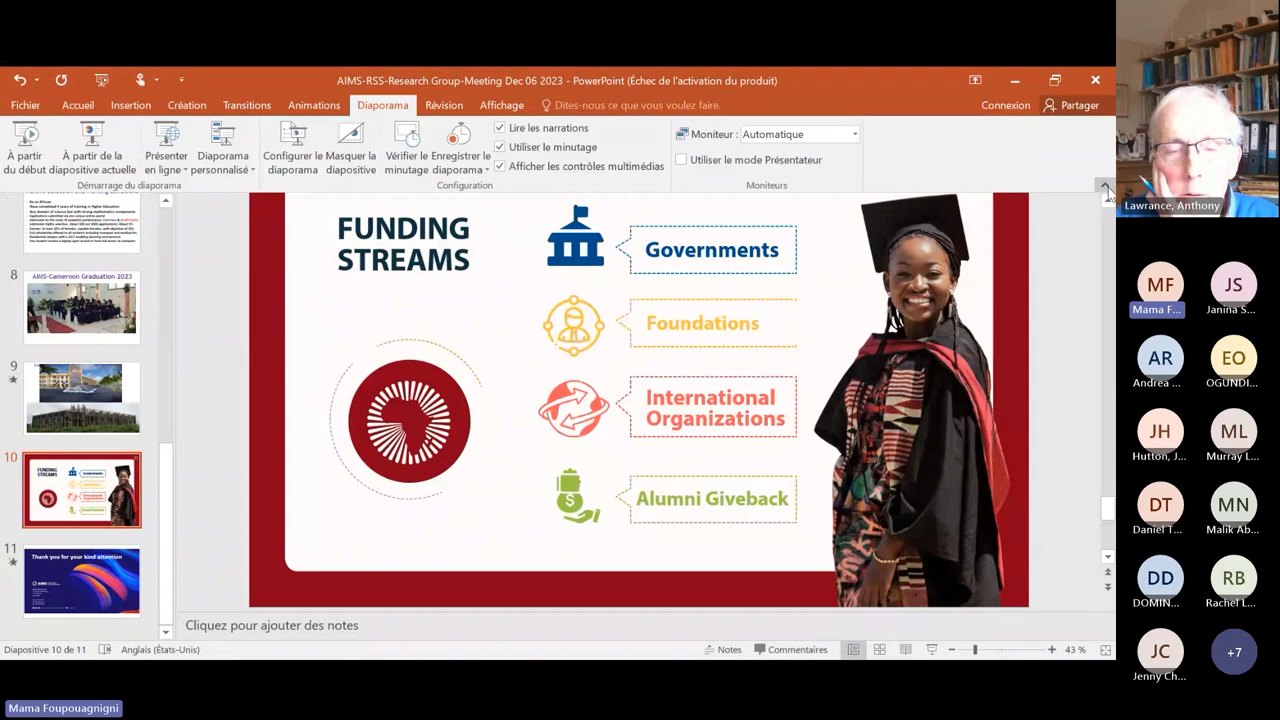 AIMS-RSS-Research Group-Meeting Dec 06 2023 - PowerPoint (Échec de l'activation du produit)
Fichier Accueil Insertion Création Transitions Animations Diaporama Révision Affichage Dites-nous ce que vous voulez faire. Connexion Partager
À partir du début
À partir de la diapositive actuelle
Présenter en ligne
Diaporama personnalisé
Configurer le diaporama
Masquer la diapositive
Vérifier le minutage
Enregistrer le diaporama
Lire les narrations
Utiliser le minutage
Afficher les contrôles multimédias
Moniteur : Automatique
Utiliser le mode Présentateur
Démarrage du diaporama
Configuration
Moniteurs
8
AIMS-Cameroon Graduation 2023
9
10
11
Thank you for your kind attention
FUNDING
STREAMS
Governments
Foundations
International
Organizations
Alumni Giveback
Cliquez pour ajouter des notes
Diapositive 10 de 11 Anglais (États-Unis) Notes Commentaires 43 %
Lawrance, Anthony
MF
Mama F...
JS
Janina S...
AR
Andrea ...
EO
OGUNDI...
JH
Hutton, J...
ML
Murray L...
DT
Daniel T...
MN
Malik Ab...
DD
DOMIN...
RB
Rachel L...
JC
Jenny Ch...
+7
Mama Foupouagnigni